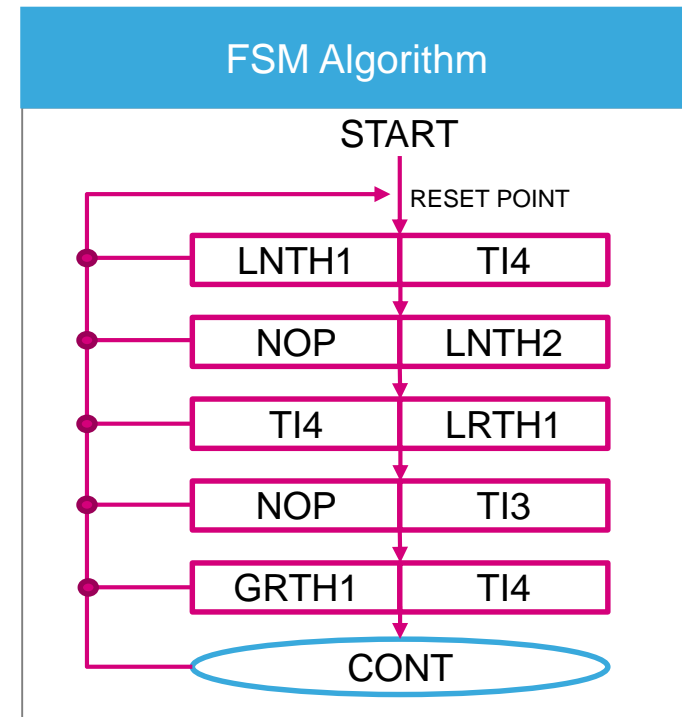 FSM Algorithm
START
RESET POINT
LNTH1 TI4
NOP LNTH2
TI4 LRTH1
NOP TI3
GRTH1 TI4
CONT